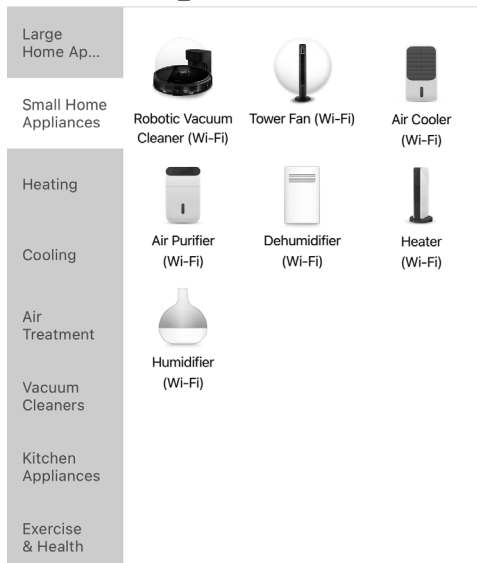 Large
Home Ap...
Small Home
Appliances
Heating
Cooling
Air
Treatment
Vacuum
Cleaners
Kitchen
Appliances
Exercise
& Health
Robotic Vacuum
Cleaner (Wi-Fi)
Tower Fan (Wi-Fi)
Air Cooler
(Wi-Fi)
Air Purifier
(Wi-Fi)
Dehumidifier
(Wi-Fi)
Heater
(Wi-Fi)
Humidifier
(Wi-Fi)